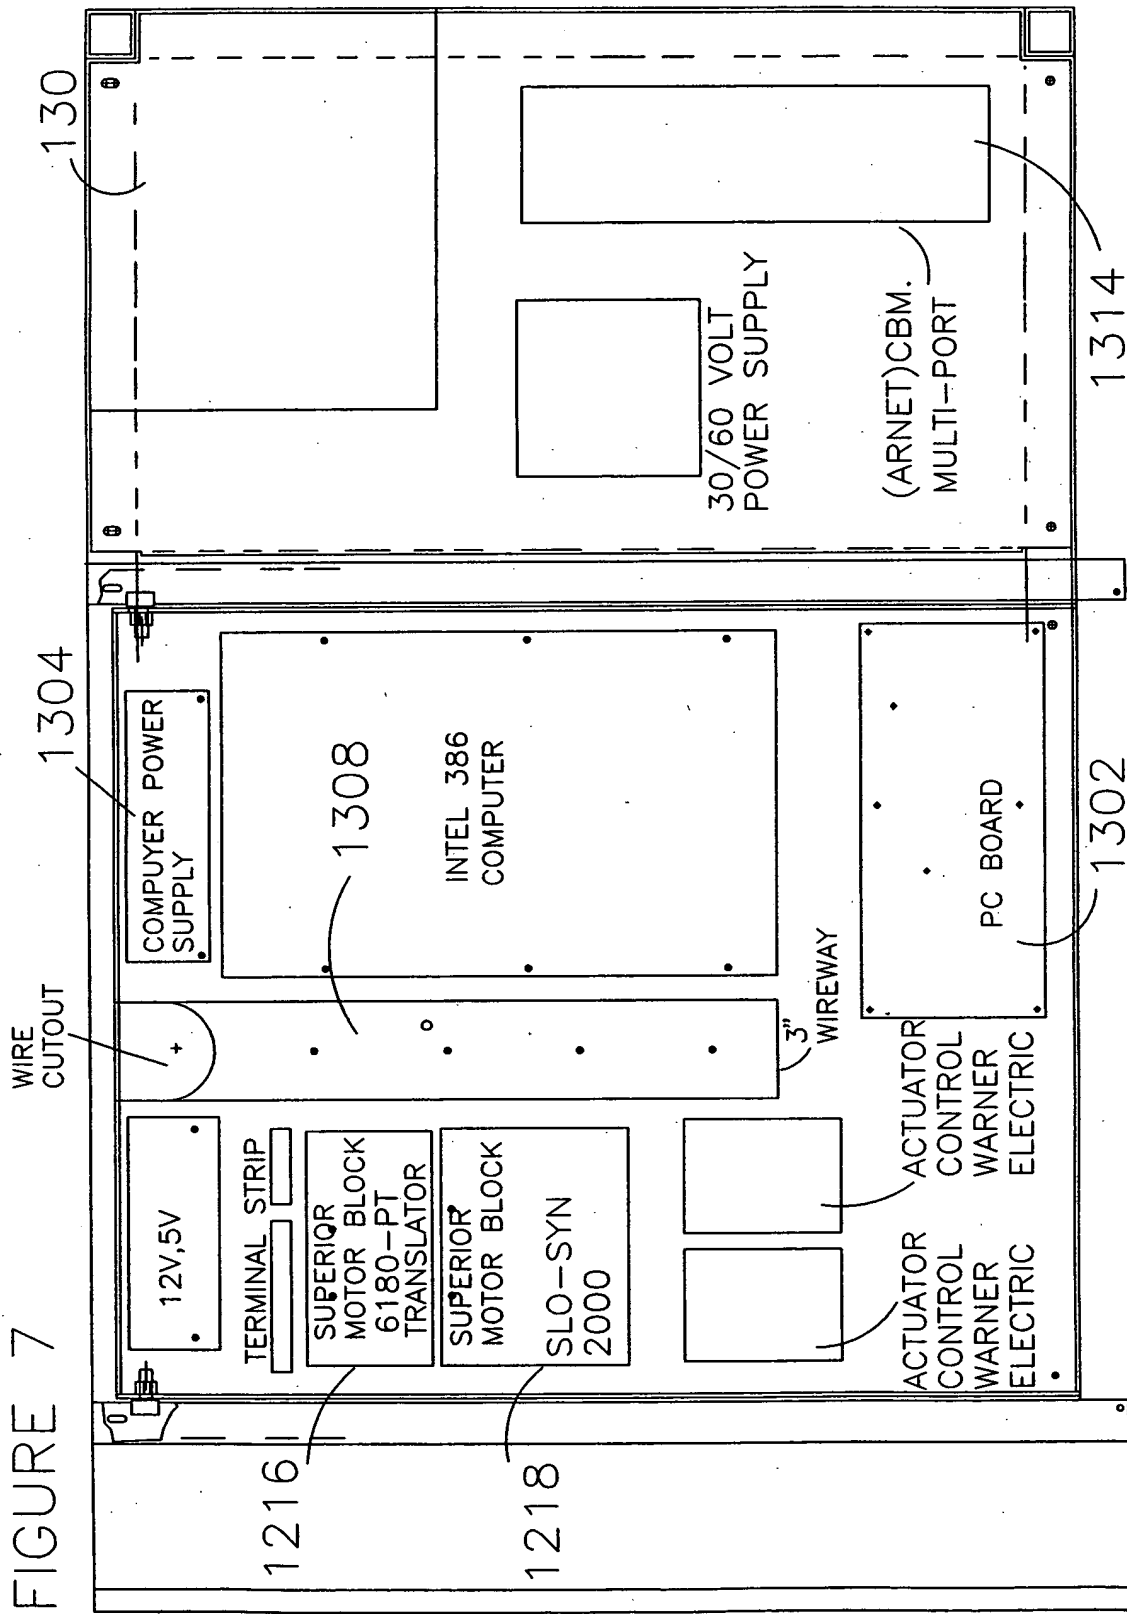 FIGURE 7
WIRE
CUTOUT
1304
130
12V,5V
COMPUYER POWER
SUPPLY
TERMINAL STRIP
1216
SUPERIOR
MOTOR BLOCK
6180-PT
TRANSLATOR
1308
1218
SUPERIOR
MOTOR BLOCK
SLO-SYN
2000
INTEL 386
COMPUTER
30/60 VOLT
POWER SUPPLY
3"
WIREWAY
(ARNET)CBM.
MULTI-PORT
ACTUATOR
CONTROL
WARNER
ELECTRIC
ACTUATOR
CONTROL
WARNER
ELECTRIC
PC BOARD
1302
1314